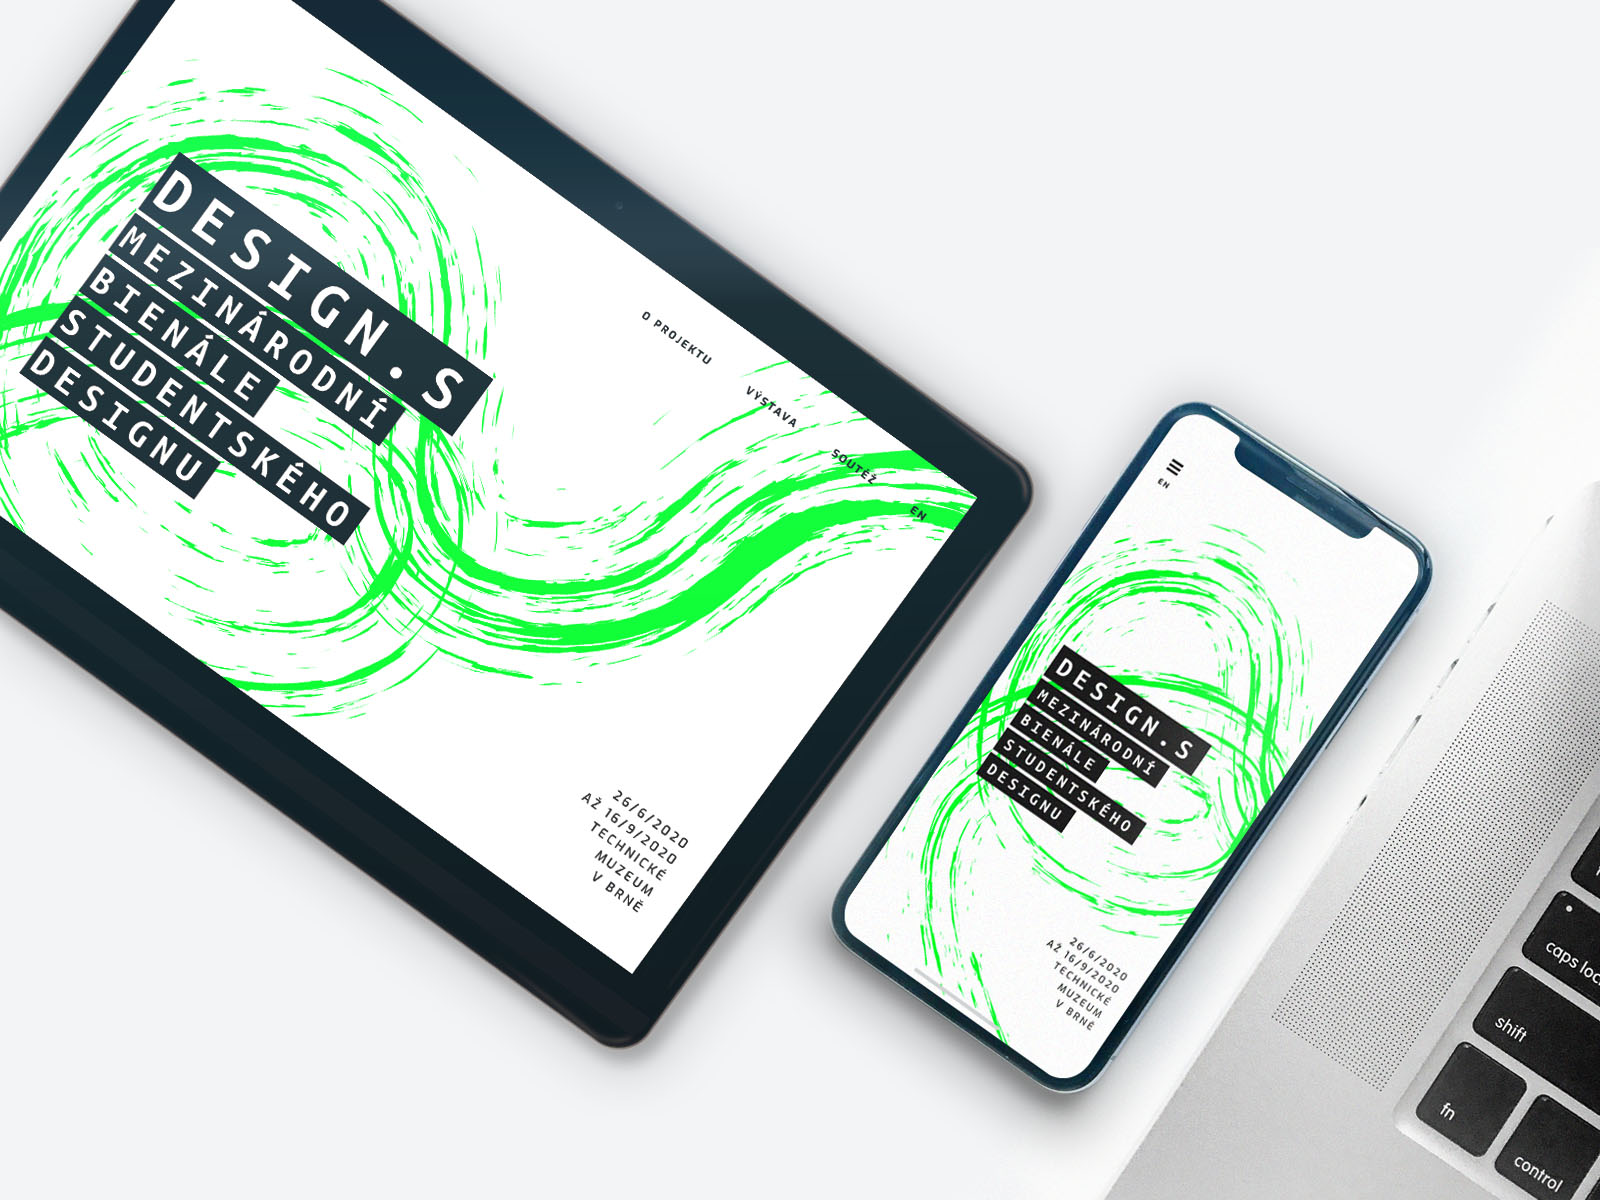 DESIGN.S
MEZINÁRODNÍ
BIENÁLE
STUDENTSKÉHO
DESIGNU
O PROJEKTU
VÝSTAVA
SOUTĚŽ
EN
26/6/2020
AŽ 16/9/2020
TECHNICKÉ
MUZEUM
V BRNĚ
EN
DESIGN.S
MEZINÁRODNÍ
BIENÁLE
STUDENTSKÉHO
DESIGNU
26/6/2020
AŽ 16/9/2020
TECHNICKÉ
MUZEUM
V BRNĚ
caps loc
shift
fn
control